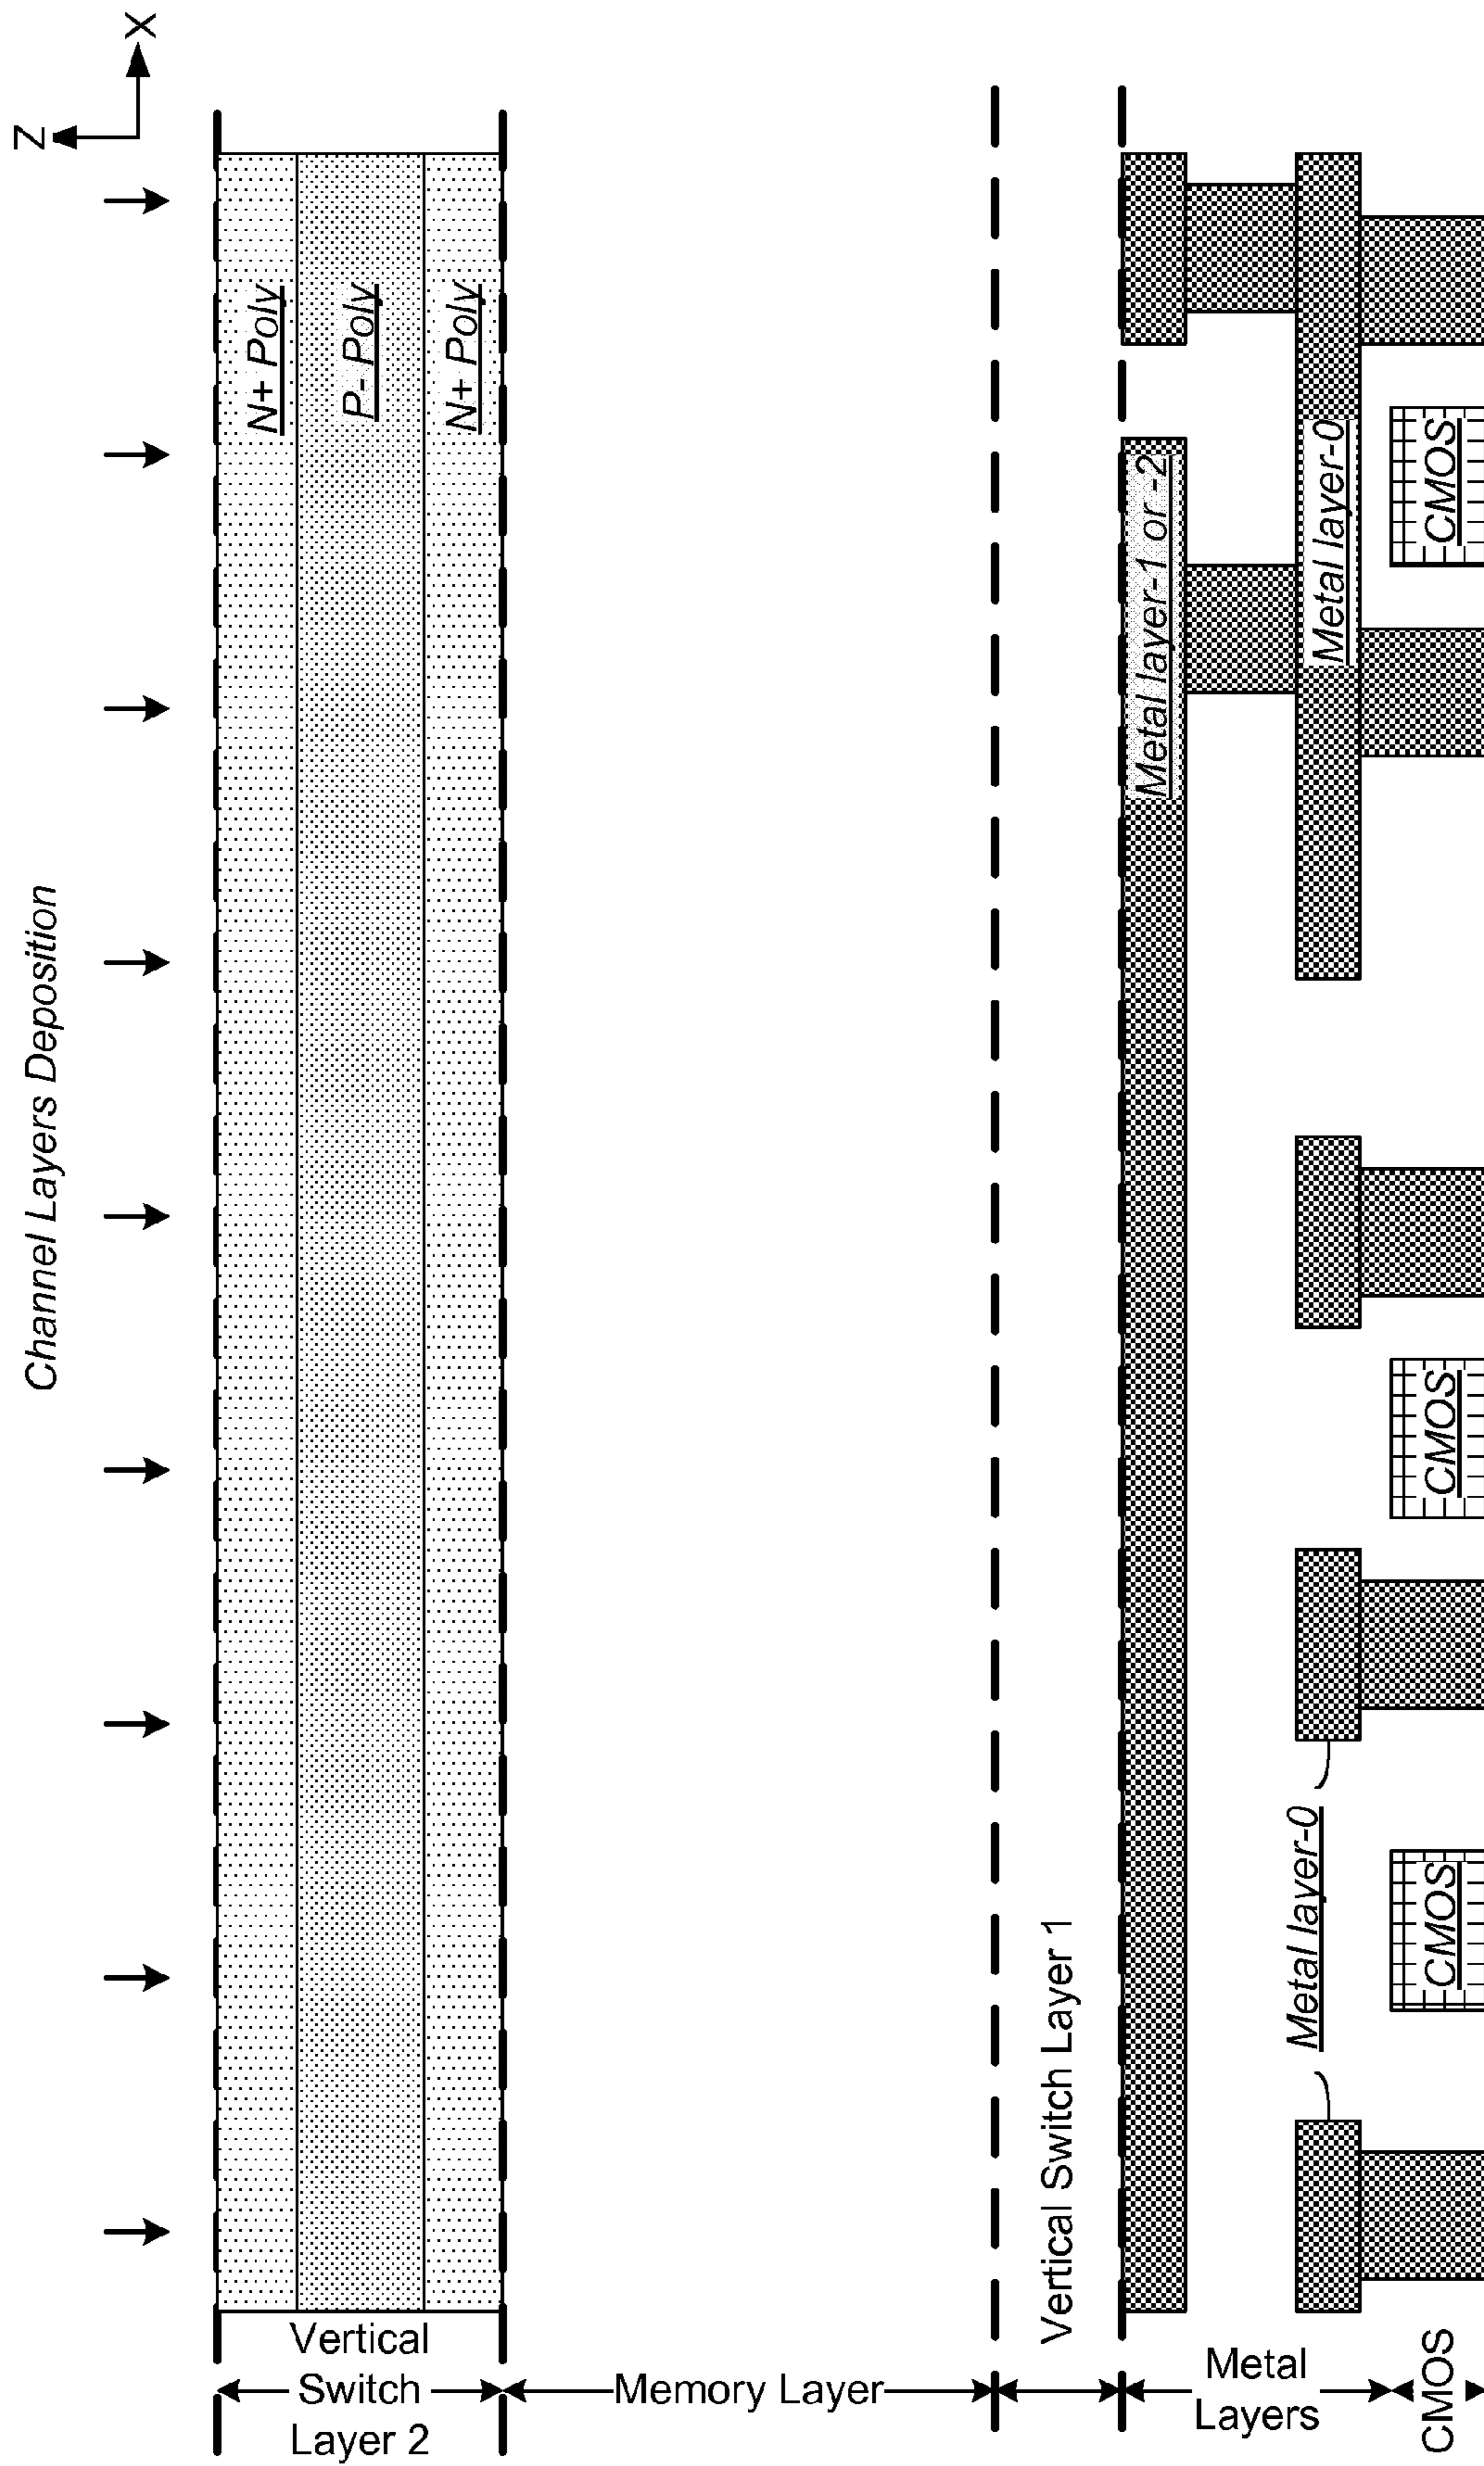 Channel Layers Deposition
Z
X
N+ Poly
P- Poly
N+ Poly
Vertical
Switch
Layer 2
Memory Layer
Vertical Switch Layer 1
Metal layer-1 or -2
Metal layer-0
Metal layer-0
Metal
Layers
CMOS
CMOS
CMOS
CMOS